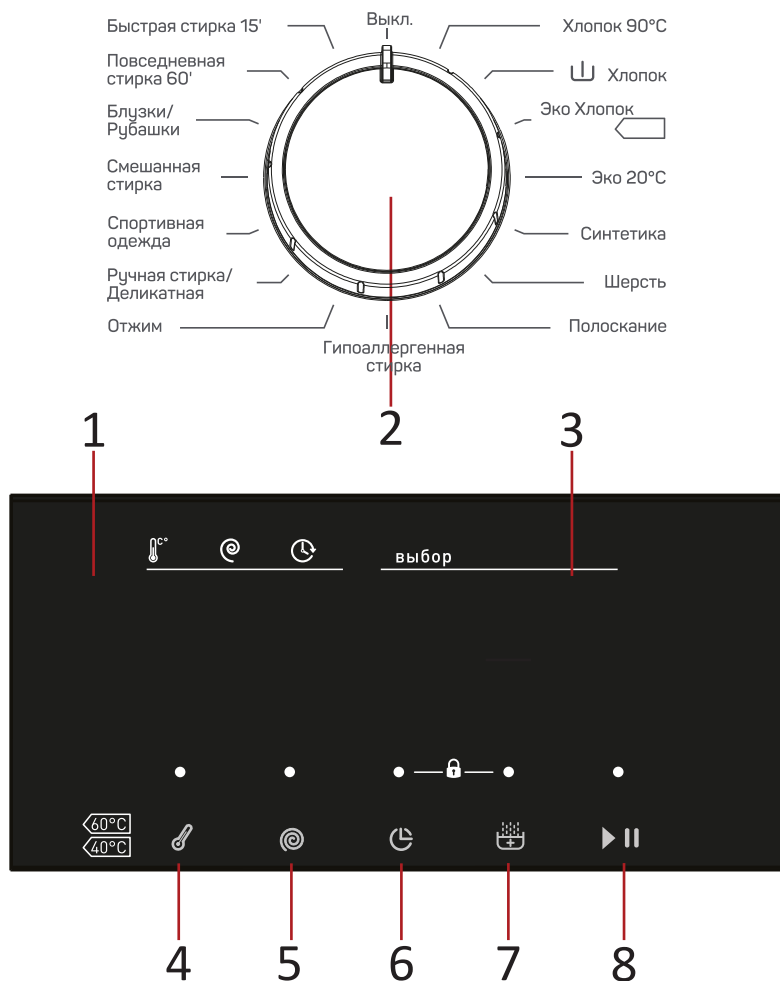 Выкл.
Быстрая стирка 15'
Повседневная
стирка 60'
Блузки/
Рубашки
Смешанная
стирка
Спортивная
одежда
Ручная стирка/
Деликатная
Отжим
Хлопок 90°C
Хлопок
Эко Хлопок
Эко 20°C
Синтетика
Шерсть
Полоскание
Гипоаллергенная
стирка
1
2
3
C°
выбор
60°C
40°C
4
5
6
7
8